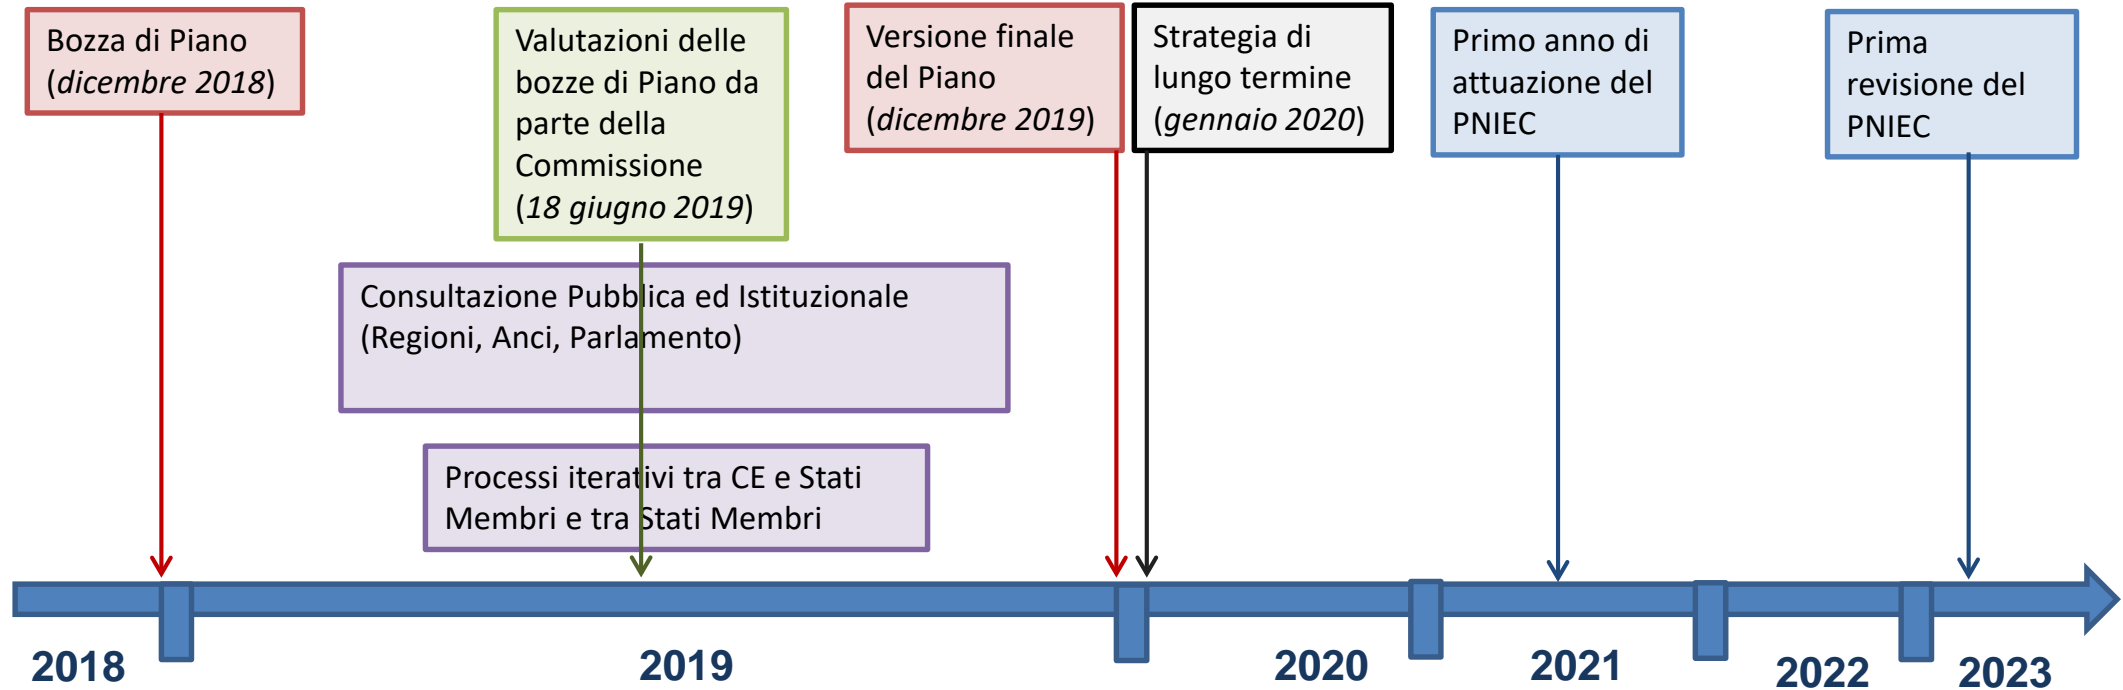 Bozza di Piano
(dicembre 2018)
Valutazioni delle
bozze di Piano da
parte della
Commissione
(18 giugno 2019)
Versione finale
del Piano
(dicembre 2019)
Strategia di
lungo termine
(gennaio 2020)
Primo anno di
attuazione del
PNIEC
Prima
revisione del
PNIEC
Consultazione Pubblica ed Istituzionale
(Regioni, Anci, Parlamento)
Processi iterativi tra CE e Stati
Membri e tra Stati Membri
2018
2019
2020
2021
2022
2023